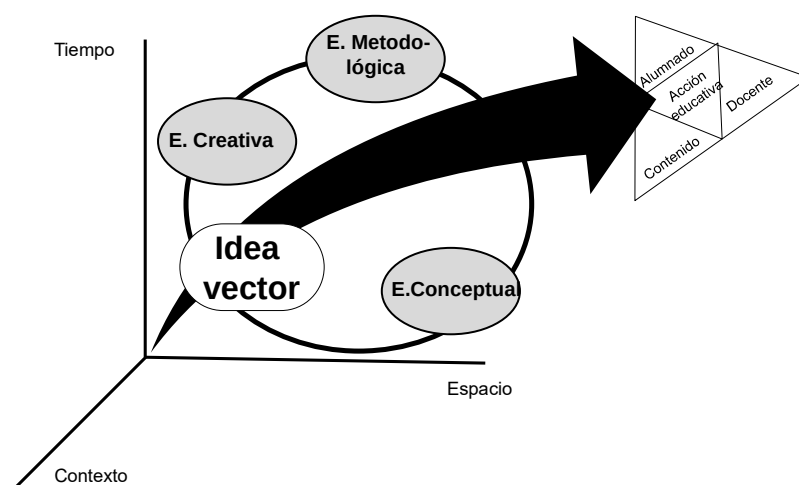 Tiempo
E. Metodo-
lógica
E. Creativa
Idea
vector
E.Conceptual
Espacio
Contexto
Alumnado
Acción
educativa
Docente
Contenido